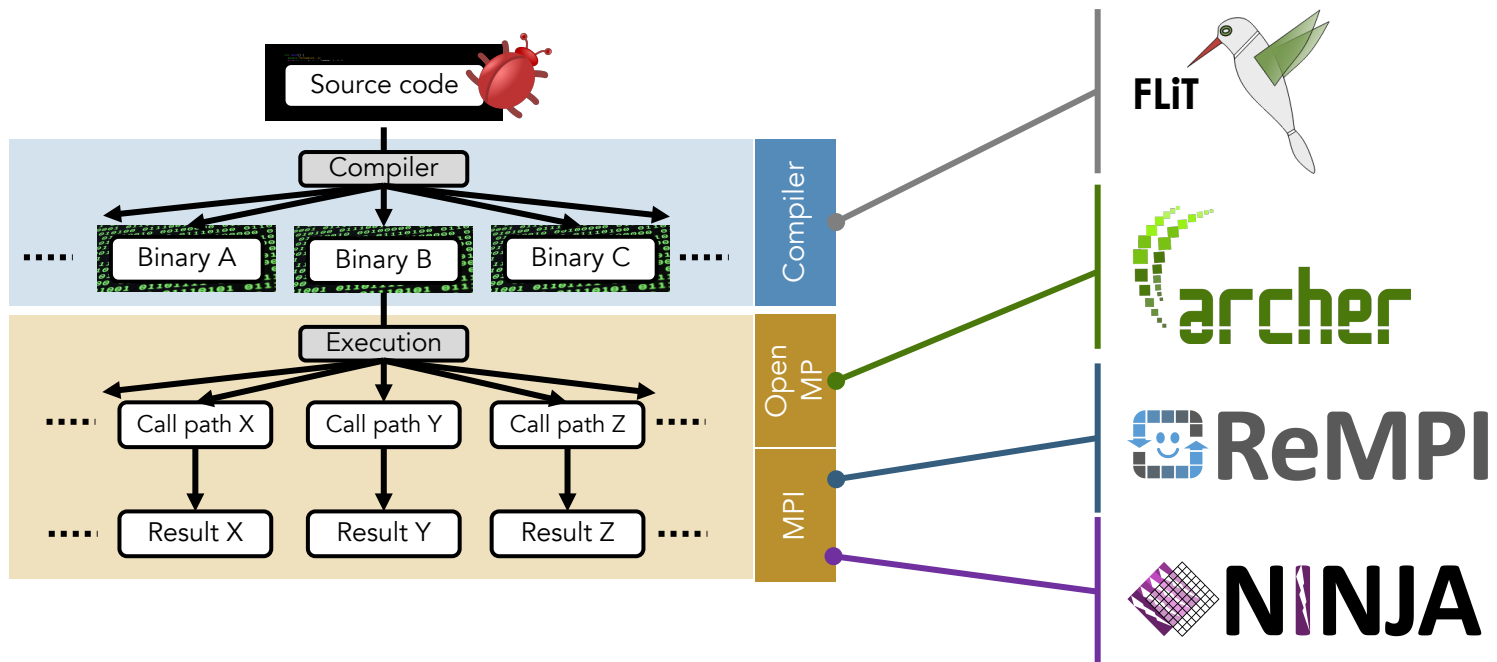 Source code
Compiler
Binary A
Binary B
Binary C
Compiler
Execution
Call path X
Call path Y
Call path Z
Result X
Result Y
Result Z
Open
MP
MPI
FLiT
archer
ReMPI
NINJA